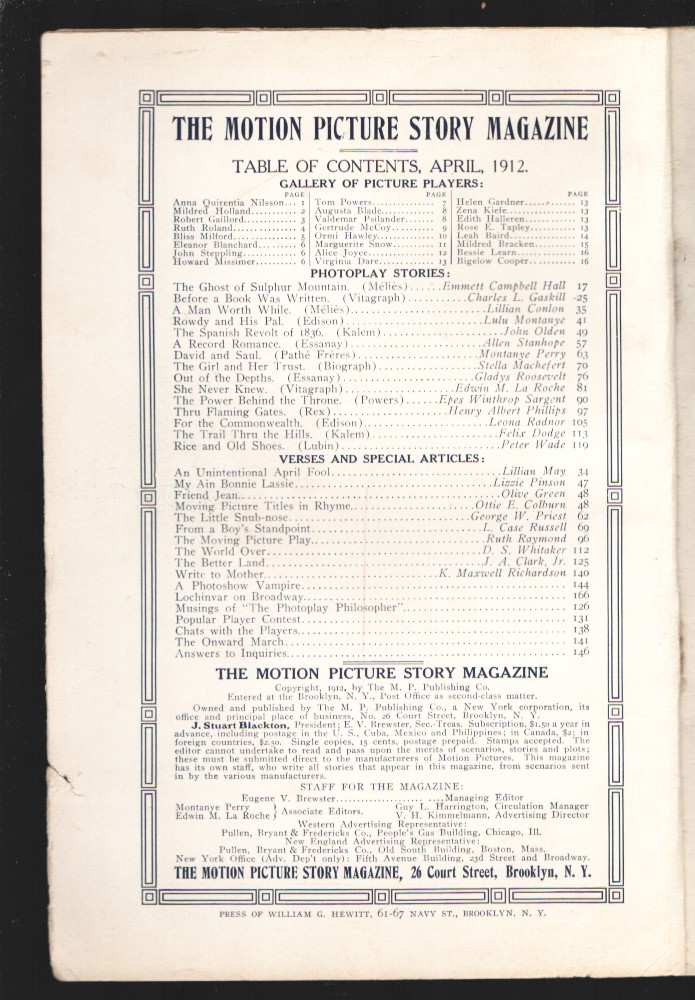 THE MOTION PICTURE STORY MAGAZINE
TABLE OF CONTENTS, APRIL, 1912.
GALLERY OF PICTURE PLAYERS:
PAGE
Anna Quirentia Nilsson... 1
Mildred Holland.......... 2
Robert Gaillord.......... 3
Ruth Roland.............. 4
Bliss Milford............ 5
Eleanor Blanchard........ 6
John Steppling........... 6
Howard Missimer.......... 6
PAGE
Tom Powers............... 7
Augusta Blade............ 8
Valdemar Psilander....... 8
Gertrude McCoy........... 9
Ormi Hawley.............. 10
Marguerite Snow.......... 11
Alice Joyce.............. 12
Virginia Dare............ 13
PAGE
Helen Gardner............ 13
Zena Kiefe............... 13
Edith Halleren........... 13
Rose E. Tapley........... 13
Leah Baird............... 14
Mildred Bracken.......... 15
Bessie Learn............. 16
Bigelow Cooper........... 16
PHOTOPLAY STORIES:
The Ghost of Sulphur Mountain. (Méliès)......Emmett Campbell Hall 17
Before a Book Was Written. (Vitagraph)..........Charles L. Gaskill 25
A Man Worth While. (Méliès)..........Lillian Conlon 35
Rowdy and His Pal. (Edison)..........Lulu Montanye 41
The Spanish Revolt of 1836. (Kalem)..........John Olden 49
A Record Romance. (Essanay)..........Allen Stanhope 57
David and Saul. (Pathé Frères)..........Montanye Perry 63
The Girl and Her Trust. (Biograph)..........Stella Machefert 70
Out of the Depths. (Essanay)..........Gladys Roosevelt 76
She Never Knew. (Vitagraph)..........Edwin M. La Roche 81
The Power Behind the Throne. (Powers).....Epes Winthrop Sargent 90
Thru Flaming Gates. (Rex)..........Henry Albert Phillips 97
For the Commonwealth. (Edison)..........Leona Radnor 105
The Trail Thru the Hills. (Kalem)..........Felix Dodge 113
Rice and Old Shoes. (Lubin)..........Peter Wade 119
VERSES AND SPECIAL ARTICLES:
An Unintentional April Fool..........Lillian May 34
My Ain Bonnie Lassie..........Lizzie Pinson 47
Friend Jean..........Olive Green 48
Moving Picture Titles in Rhyme..........Ottie E. Colburn 48
The Little Snub-nose..........George W. Priest 62
From a Boy's Standpoint..........L. Case Russell 69
The Moving Picture Play..........Ruth Raymond 96
The World Over..........D. S. Whitaker 112
The Better Land..........J. A. Clark, Jr. 125
Write to Mother..........K. Maxwell Richardson 140
A Photoshow Vampire.......... 144
Lochinvar on Broadway.......... 166
Musings of "The Photoplay Philosopher".......... 126
Popular Player Contest.......... 131
Chats with the Players.......... 138
The Onward March.......... 141
Answers to Inquiries.......... 146
THE MOTION PICTURE STORY MAGAZINE
Copyright, 1912, by The M. P. Publishing Co.
Entered at the Brooklyn, N. Y., Post Office as second-class matter.
Owned and published by The M. P. Publishing Co., a New York corporation, its
office and principal place of business, No. 26 Court Street, Brooklyn, N. Y.
J. Stuart Blackton, President; E. V. Brewster, Sec.-Treas. Subscription, $1.50 a year in
advance, including postage in the U. S., Cuba, Mexico and Philippines; in Canada, $2; in
foreign countries, $2.50. Single copies, 15 cents, postage prepaid. Stamps accepted. The
editor cannot undertake to read and pass upon the merits of scenarios, stories and plots;
these must be submitted direct to the manufacturers of Motion Pictures. This magazine
has its own staff, who write all stories that appear in this magazine, from scenarios sent
in by the various manufacturers.
STAFF FOR THE MAGAZINE:
Eugene V. Brewster....................Managing Editor
Montanye Perry
Edwin M. La Roche } Associate Editors.
Guy L. Harrington, Circulation Manager
V. H. Kimmelmann, Advertising Director
Western Advertising Representative:
Pullen, Bryant & Fredericks Co., People's Gas Building, Chicago, Ill.
New England Advertising Representative:
Pullen, Bryant & Fredericks Co., Old South Building, Boston, Mass.
New York Office (Adv. Dep't only): Fifth Avenue Building, 23d Street and Broadway.
THE MOTION PICTURE STORY MAGAZINE, 26 Court Street, Brooklyn, N. Y.
PRESS OF WILLIAM G. HEWITT, 61-67 NAVY ST., BROOKLYN, N. Y.